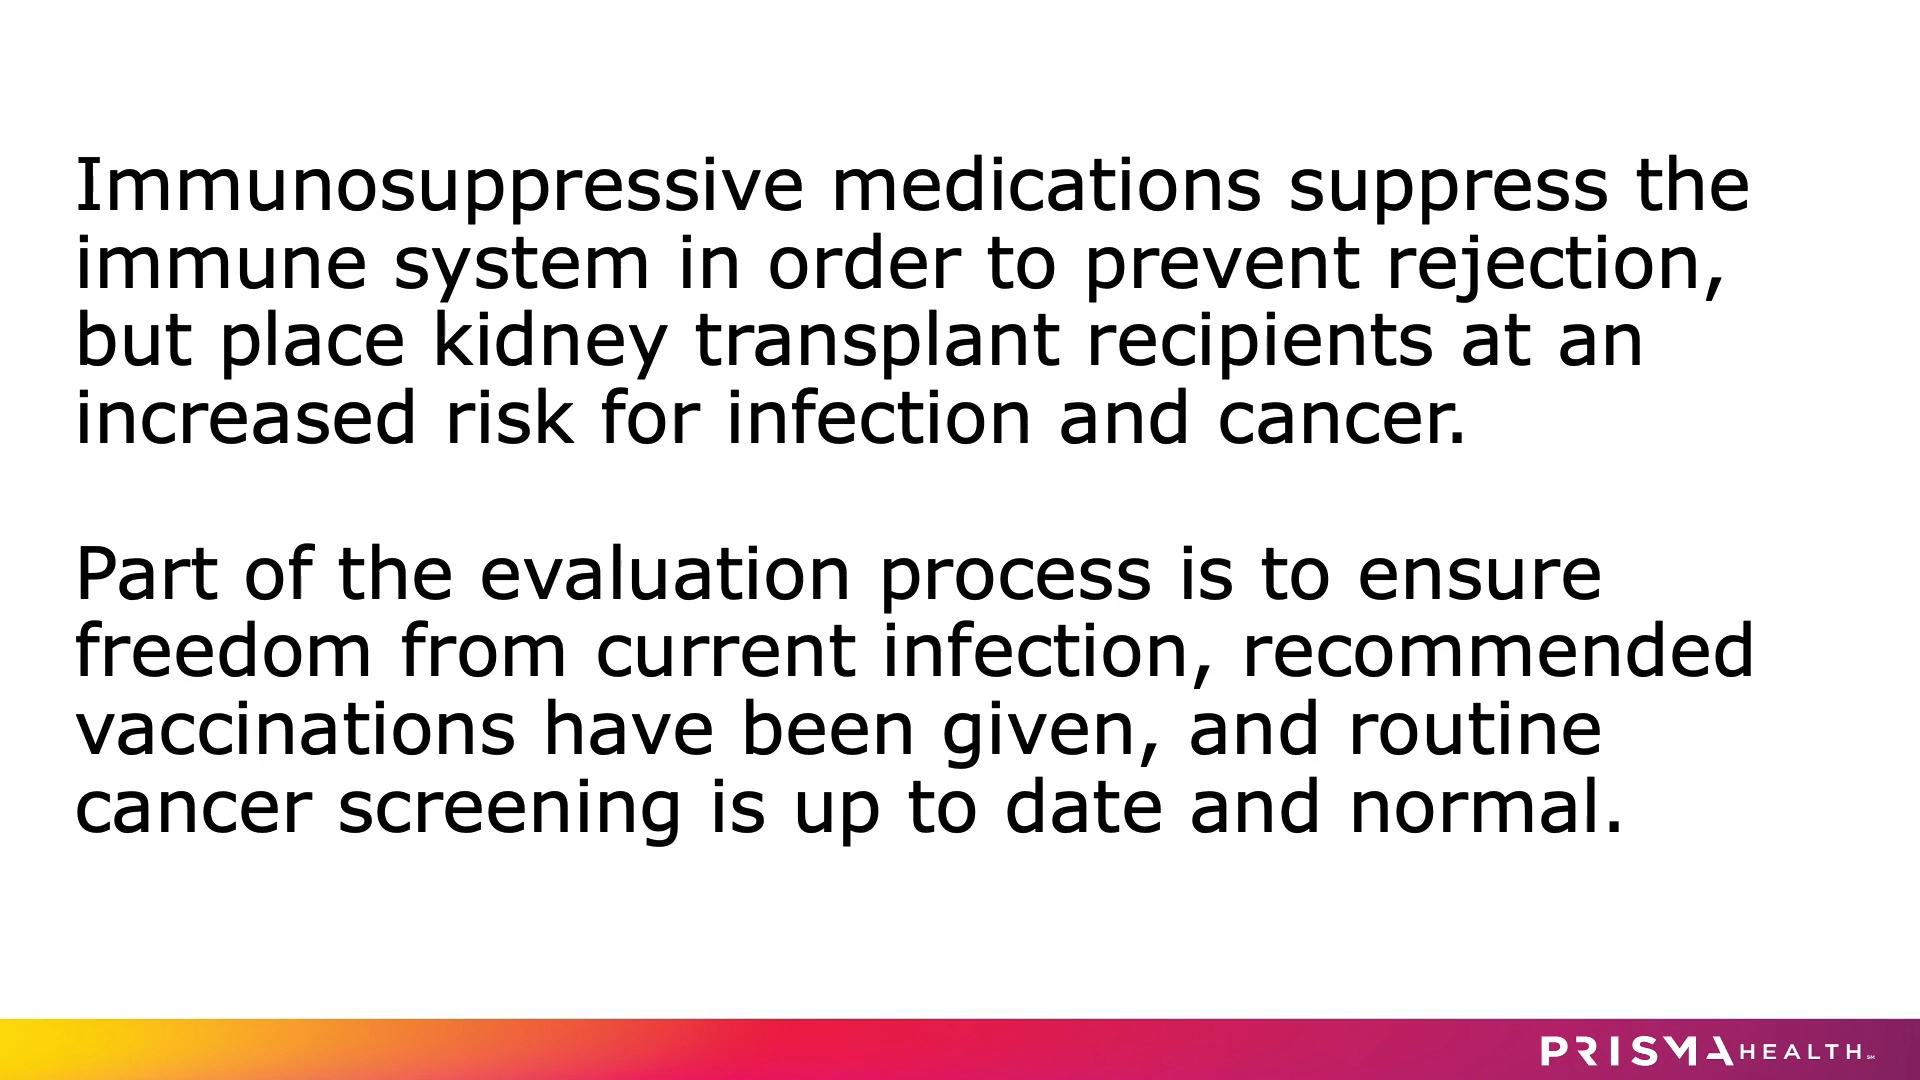 Immunosuppressive medications suppress the
immune system in order to prevent rejection,
but place kidney transplant recipients at an
increased risk for infection and cancer.
Part of the evaluation process is to ensure
freedom from current infection, recommended
vaccinations have been given, and routine
cancer screening is up to date and normal.
PRISMA HEALTH℠